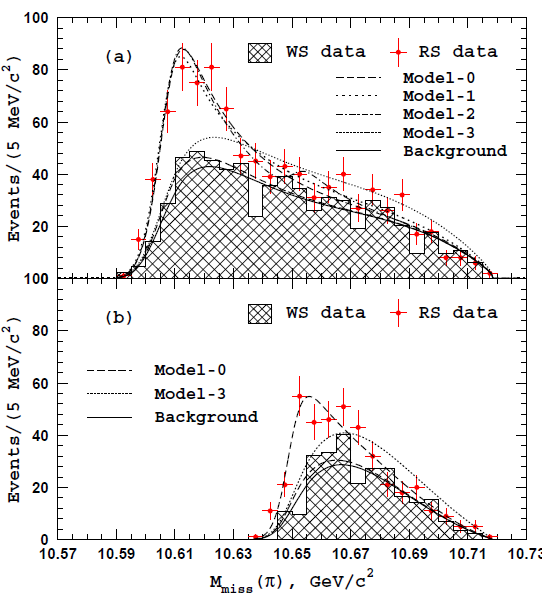 100
(a)
WS data
RS data
80
Model-0
Model-1
Model-2
Model-3
Background
60
40
20
Events/(5 MeV/c²)
100
(b)
WS data
RS data
80
Model-0
Model-3
Background
60
40
20
0
Events/(5 MeV/c²)
10.57 10.59 10.61 10.63 10.65 10.67 10.69 10.71 10.73
M_miss(π), GeV/c²